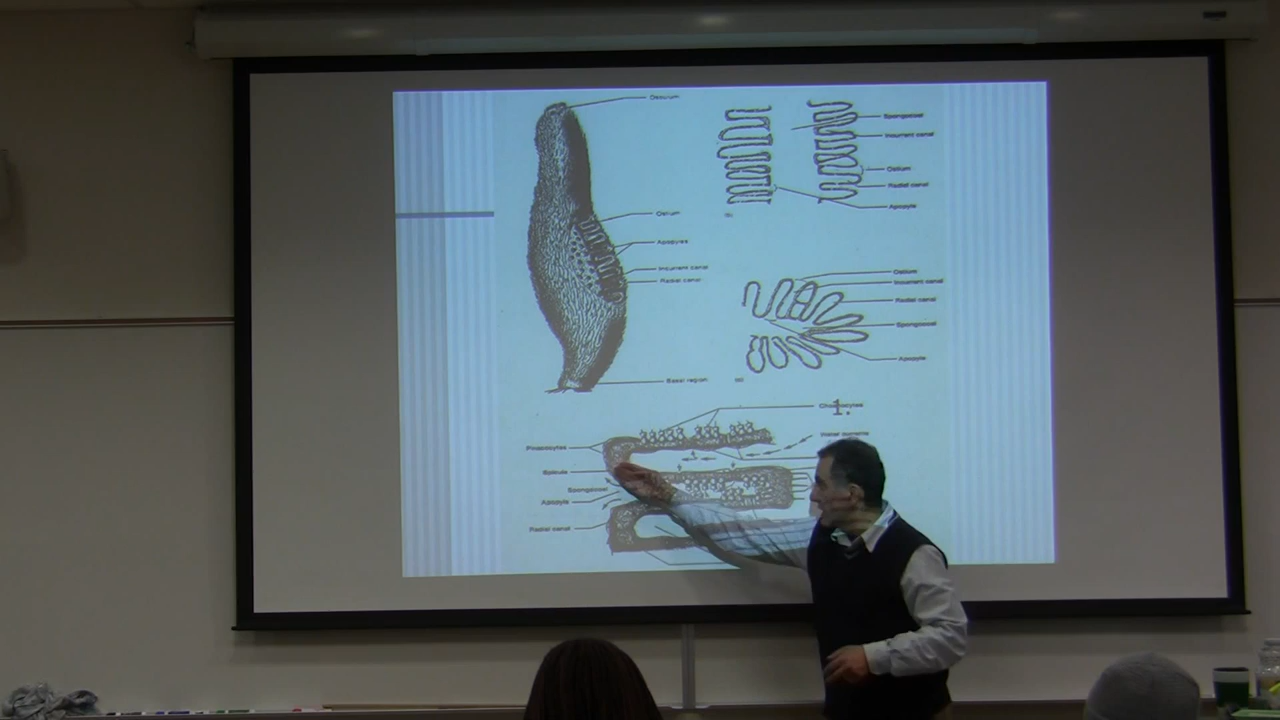 Osculum
Ostium
Apopyles
Incurrent canal
Radial canal
Basal region
Spongocoel
Incurrent canal
Ostium
Radial canal
Apopyle
(b)
Ostium
Incurrent canal
Radial canal
Spongocoel
Apopyle
(c)
1.
Water currents
Pinacocytes
Spicule
Spongocoel
Apopyle
Radial canal